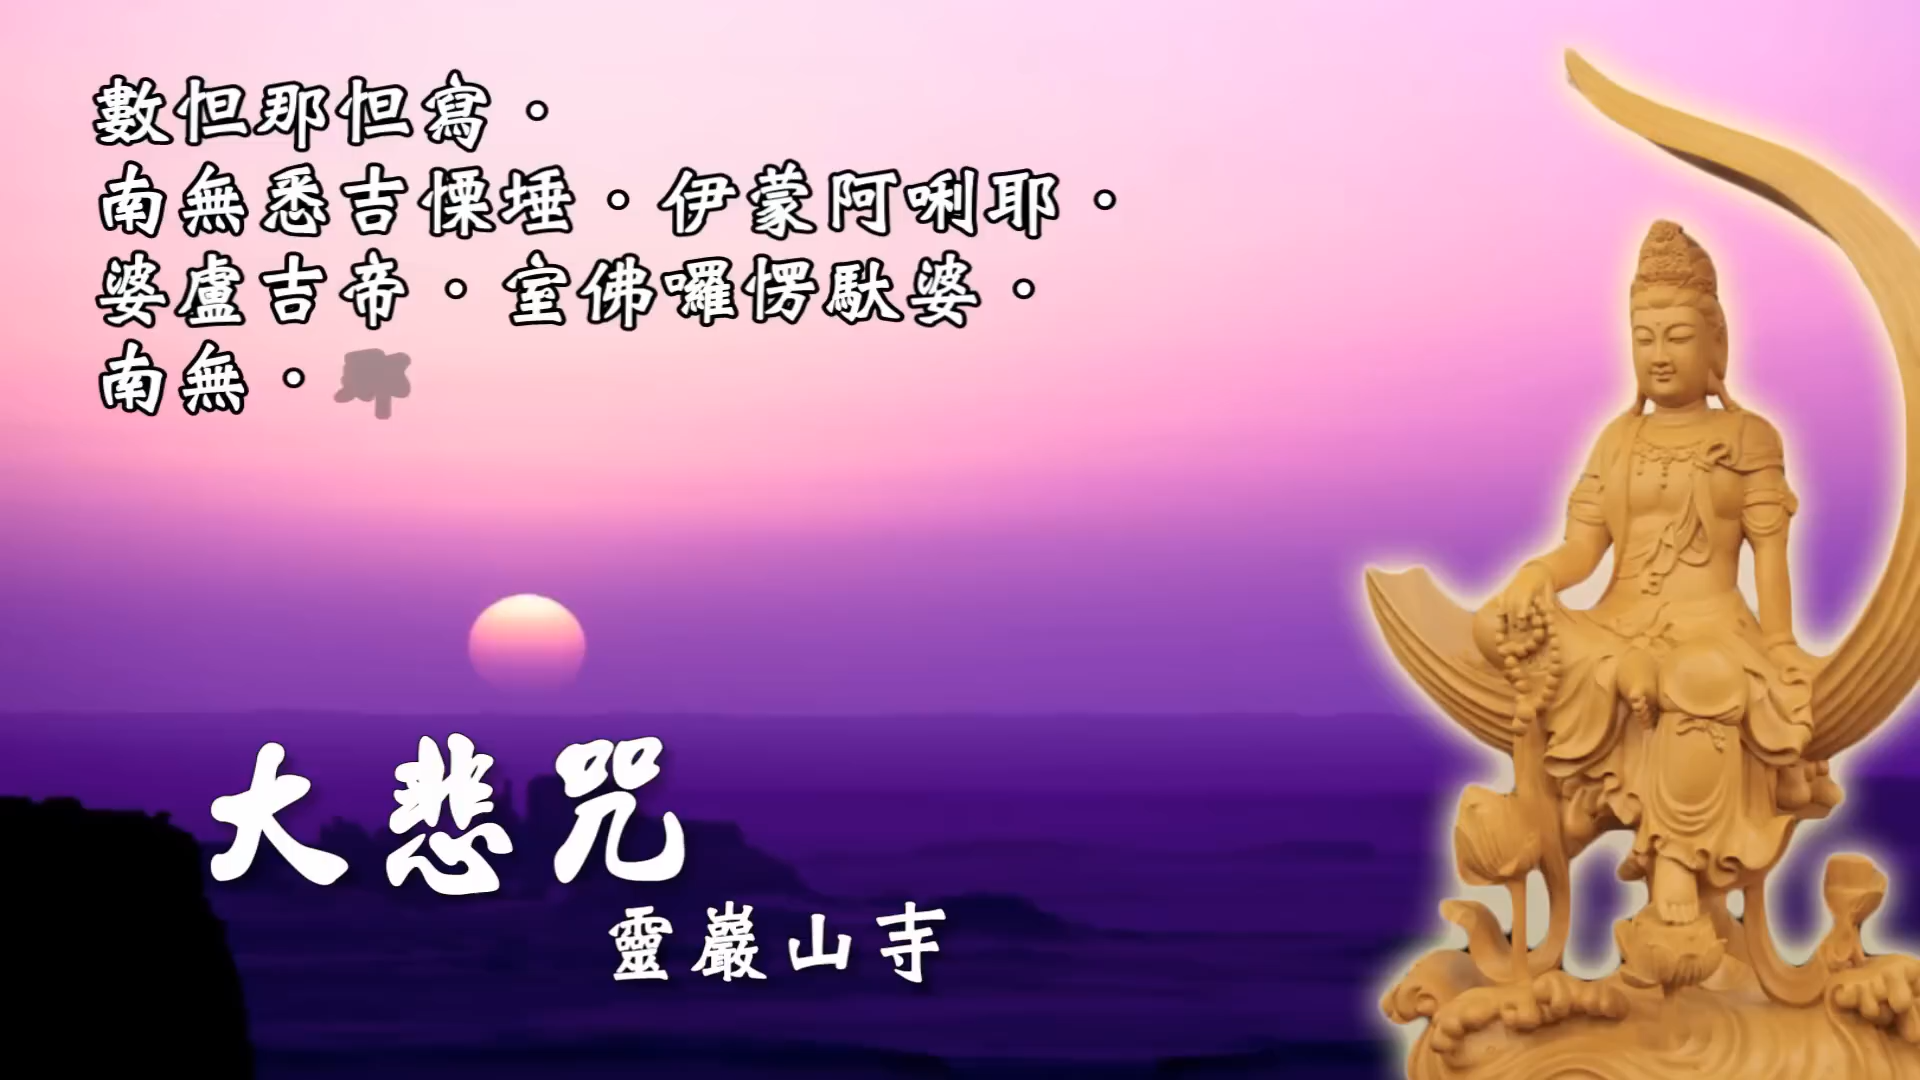 數怛那怛寫．
南無悉吉慄埵．伊蒙阿唎耶．
婆盧吉帝．室佛囉愣馱婆．
南無．
大悲咒
靈巖山寺